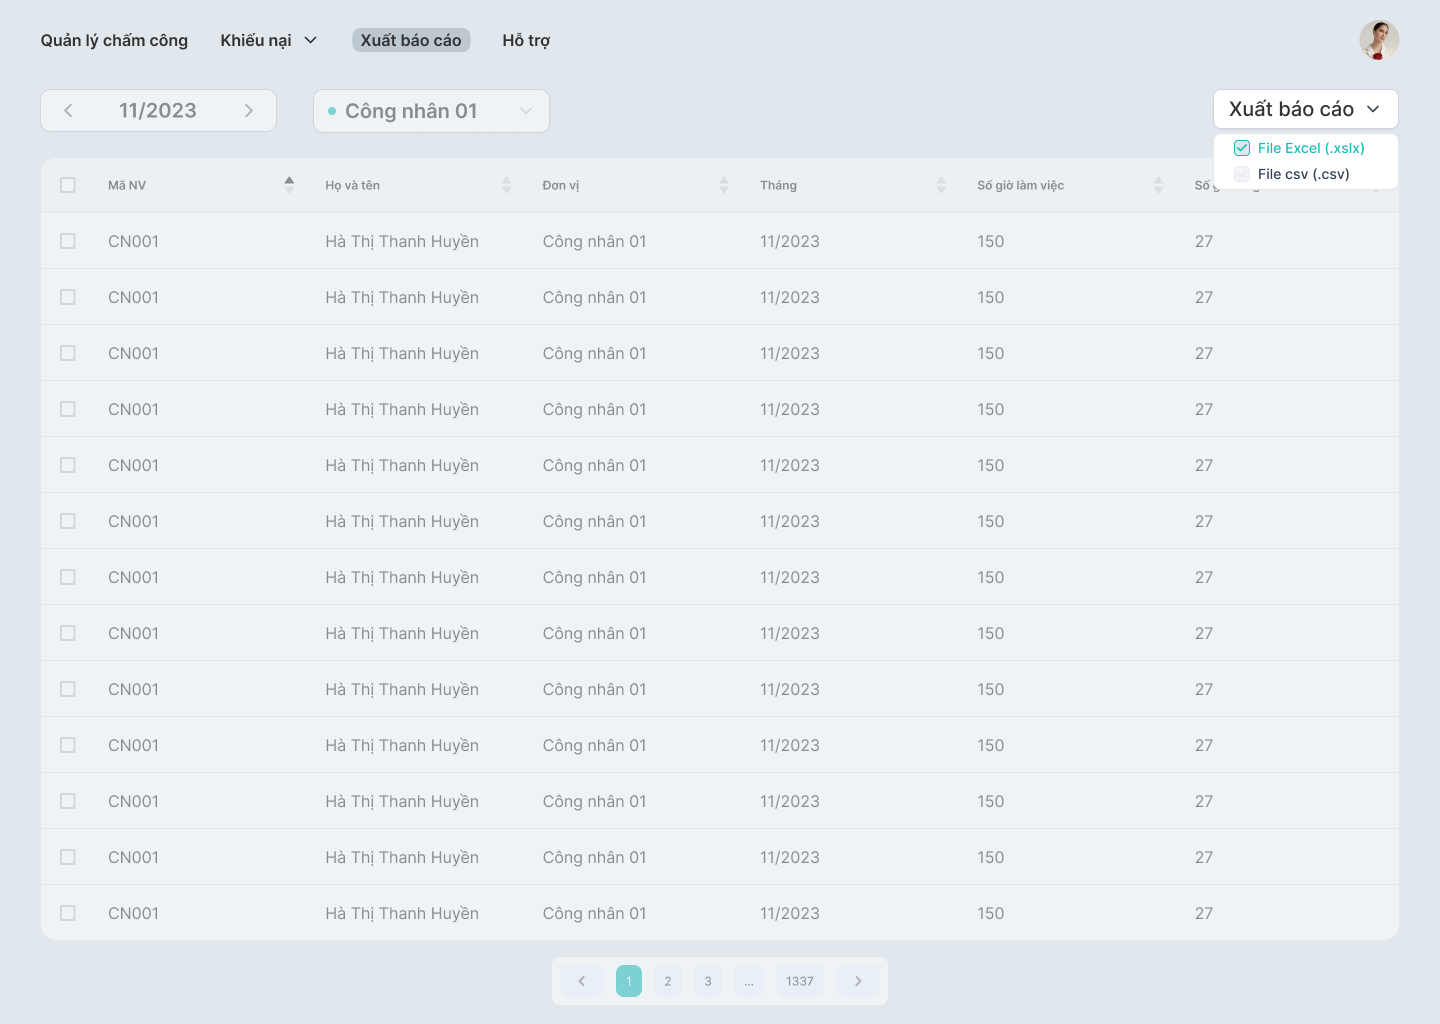 Quản lý chấm công Khiếu nại Xuất báo cáo Hỗ trợ
11/2023 Công nhân 01 Xuất báo cáo
File Excel (.xslx)
File csv (.csv)
Mã NV Họ và tên Đơn vị Tháng Số giờ làm việc Số
CN001 Hà Thị Thanh Huyền Công nhân 01 11/2023 150 27
CN001 Hà Thị Thanh Huyền Công nhân 01 11/2023 150 27
CN001 Hà Thị Thanh Huyền Công nhân 01 11/2023 150 27
CN001 Hà Thị Thanh Huyền Công nhân 01 11/2023 150 27
CN001 Hà Thị Thanh Huyền Công nhân 01 11/2023 150 27
CN001 Hà Thị Thanh Huyền Công nhân 01 11/2023 150 27
CN001 Hà Thị Thanh Huyền Công nhân 01 11/2023 150 27
CN001 Hà Thị Thanh Huyền Công nhân 01 11/2023 150 27
CN001 Hà Thị Thanh Huyền Công nhân 01 11/2023 150 27
CN001 Hà Thị Thanh Huyền Công nhân 01 11/2023 150 27
CN001 Hà Thị Thanh Huyền Công nhân 01 11/2023 150 27
CN001 Hà Thị Thanh Huyền Công nhân 01 11/2023 150 27
CN001 Hà Thị Thanh Huyền Công nhân 01 11/2023 150 27
1 2 3 ... 1337